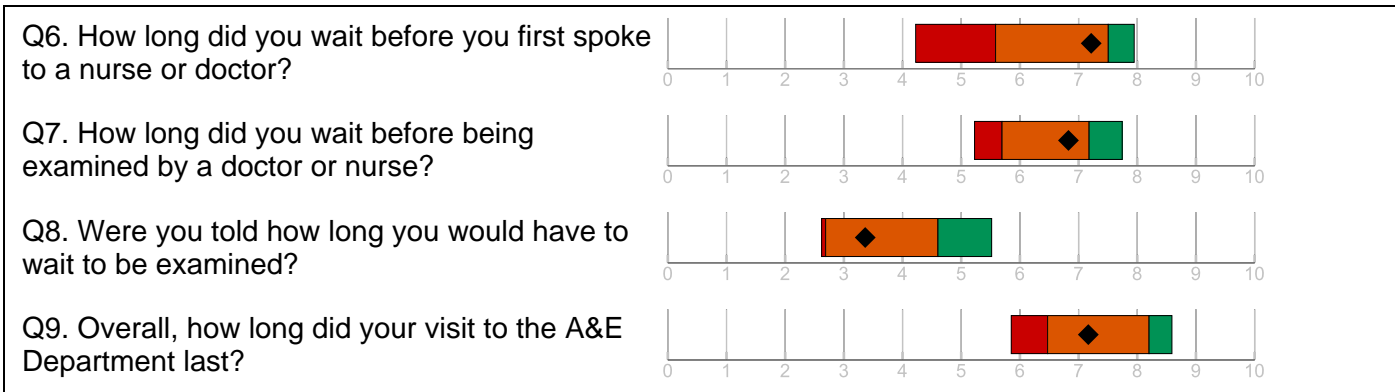 Q6. How long did you wait before you first spoke
to a nurse or doctor?
0 1 2 3 4 5 6 7 8 9 10
Q7. How long did you wait before being
examined by a doctor or nurse?
0 1 2 3 4 5 6 7 8 9 10
Q8. Were you told how long you would have to
wait to be examined?
0 1 2 3 4 5 6 7 8 9 10
Q9. Overall, how long did your visit to the A&E
Department last?
0 1 2 3 4 5 6 7 8 9 10